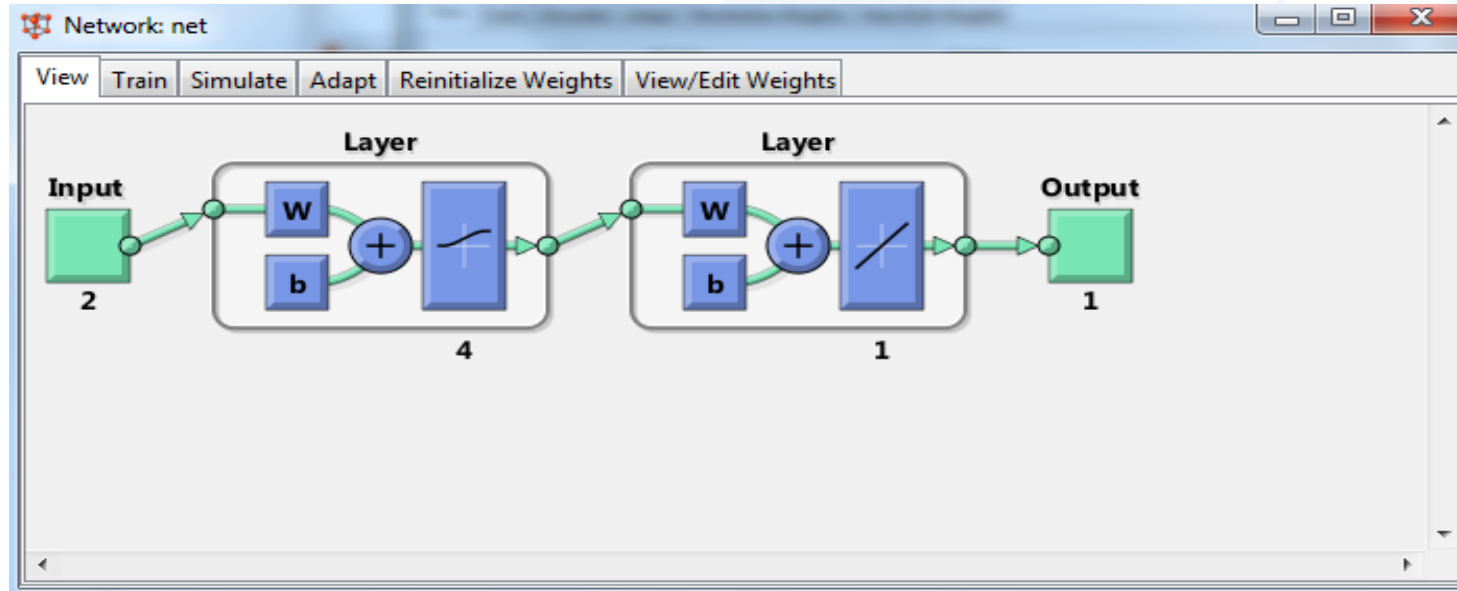 Network: net
View Train Simulate Adapt Reinitialize Weights View/Edit Weights
Layer Layer
Input Output
W W
b b
2 1
4 1